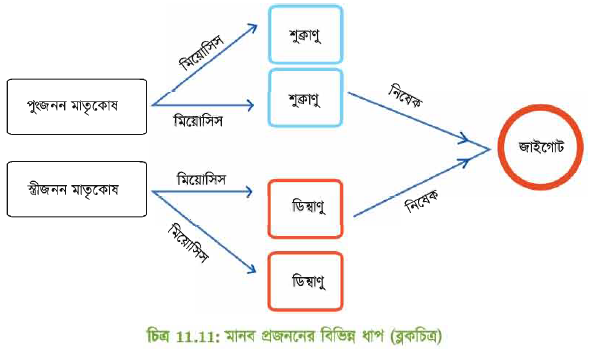 শুক্রাণু
মিয়োসিস
শুক্রাণু
নিষেক
পুংজনন মাতৃকোষ
মিয়োসিস
জাইগোট
স্ত্রীজনন মাতৃকোষ
মিয়োসিস
ডিম্বাণু
নিষেক
মিয়োসিস
ডিম্বাণু
চিত্র 11.11: মানব প্রজননের বিভিন্ন ধাপ (ব্লকচিত্র)